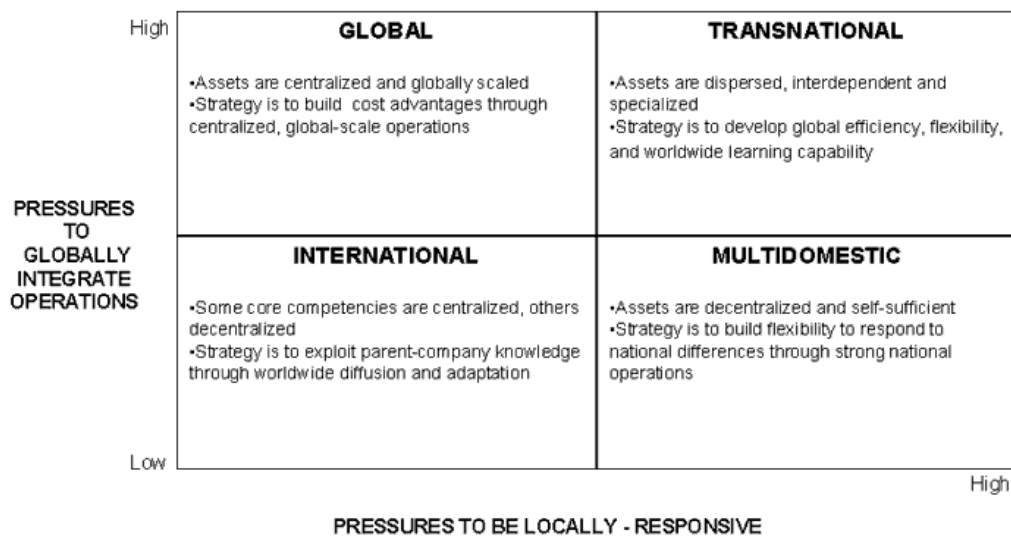 High
GLOBAL
•Assets are centralized and globally scaled
•Strategy is to build cost advantages through
centralized, global-scale operations
TRANSNATIONAL
•Assets are dispersed, interdependent and
specialized
•Strategy is to develop global efficiency, flexibility,
and worldwide learning capability
PRESSURES
TO
GLOBALLY
INTEGRATE
OPERATIONS
INTERNATIONAL
•Some core competencies are centralized, others
decentralized
•Strategy is to exploit parent-company knowledge
through worldwide diffusion and adaptation
MULTIDOMESTIC
•Assets are decentralized and self-sufficient
•Strategy is to build flexibility to respond to
national differences through strong national
operations
Low
High
PRESSURES TO BE LOCALLY - RESPONSIVE